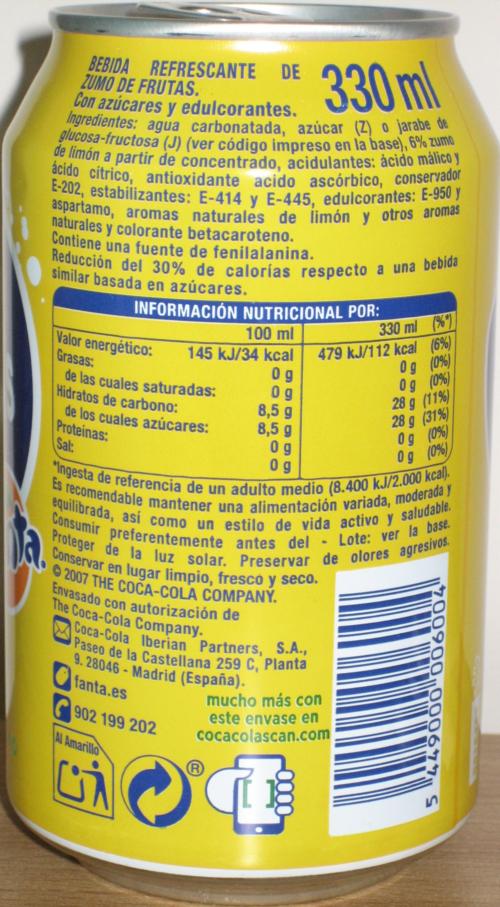 BEBIDA REFRESCANTE DE
ZUMO DE FRUTAS.
330 ml
Con azúcares y edulcorantes.
Ingredientes: agua carbonatada, azúcar (Z) o jarabe de
glucosa-fructosa (J) (ver código impreso en la base), 6% zumo
de limón a partir de concentrado, acidulantes: ácido málico y
ácido cítrico, antioxidante ácido ascórbico, conservador
E-202, estabilizantes: E-414 y E-445, edulcorantes: E-950 y
aspartamo, aromas naturales de limón y otros aromas
naturales y colorante betacaroteno.
Contiene una fuente de fenilalanina.
Reducción del 30% de calorías respecto a una bebida
similar basada en azúcares.
INFORMACIÓN NUTRICIONAL POR:
100 ml 330 ml (%*)
Valor energético: 145 kJ/34 kcal 479 kJ/112 kcal (6%)
Grasas: 0 g 0 g (0%)
de las cuales saturadas: 0 g 0 g (0%)
Hidratos de carbono: 8,5 g 28 g (11%)
de los cuales azúcares: 8,5 g 28 g (31%)
Proteínas: 0 g 0 g (0%)
Sal: 0 g 0 g (0%)
*Ingesta de referencia de un adulto medio (8.400 kJ/2.000 kcal).
Es recomendable mantener una alimentación variada, moderada y
equilibrada, así como un estilo de vida activo y saludable.
Consumir preferentemente antes del - Lote: ver la base.
Proteger de la luz solar. Preservar de olores agresivos.
Conservar en lugar limpio, fresco y seco.
© 2007 THE COCA-COLA COMPANY.
Envasado con autorización de
The Coca-Cola Company.
Coca-Cola Iberian Partners, S.A.,
Paseo de la Castellana 259 C, Planta
9. 28046 - Madrid (España).
fanta.es
902 199 202
mucho más con
este envase en
cocacolascan.com
Al Amarillo
®
5 449000 006004
ta.